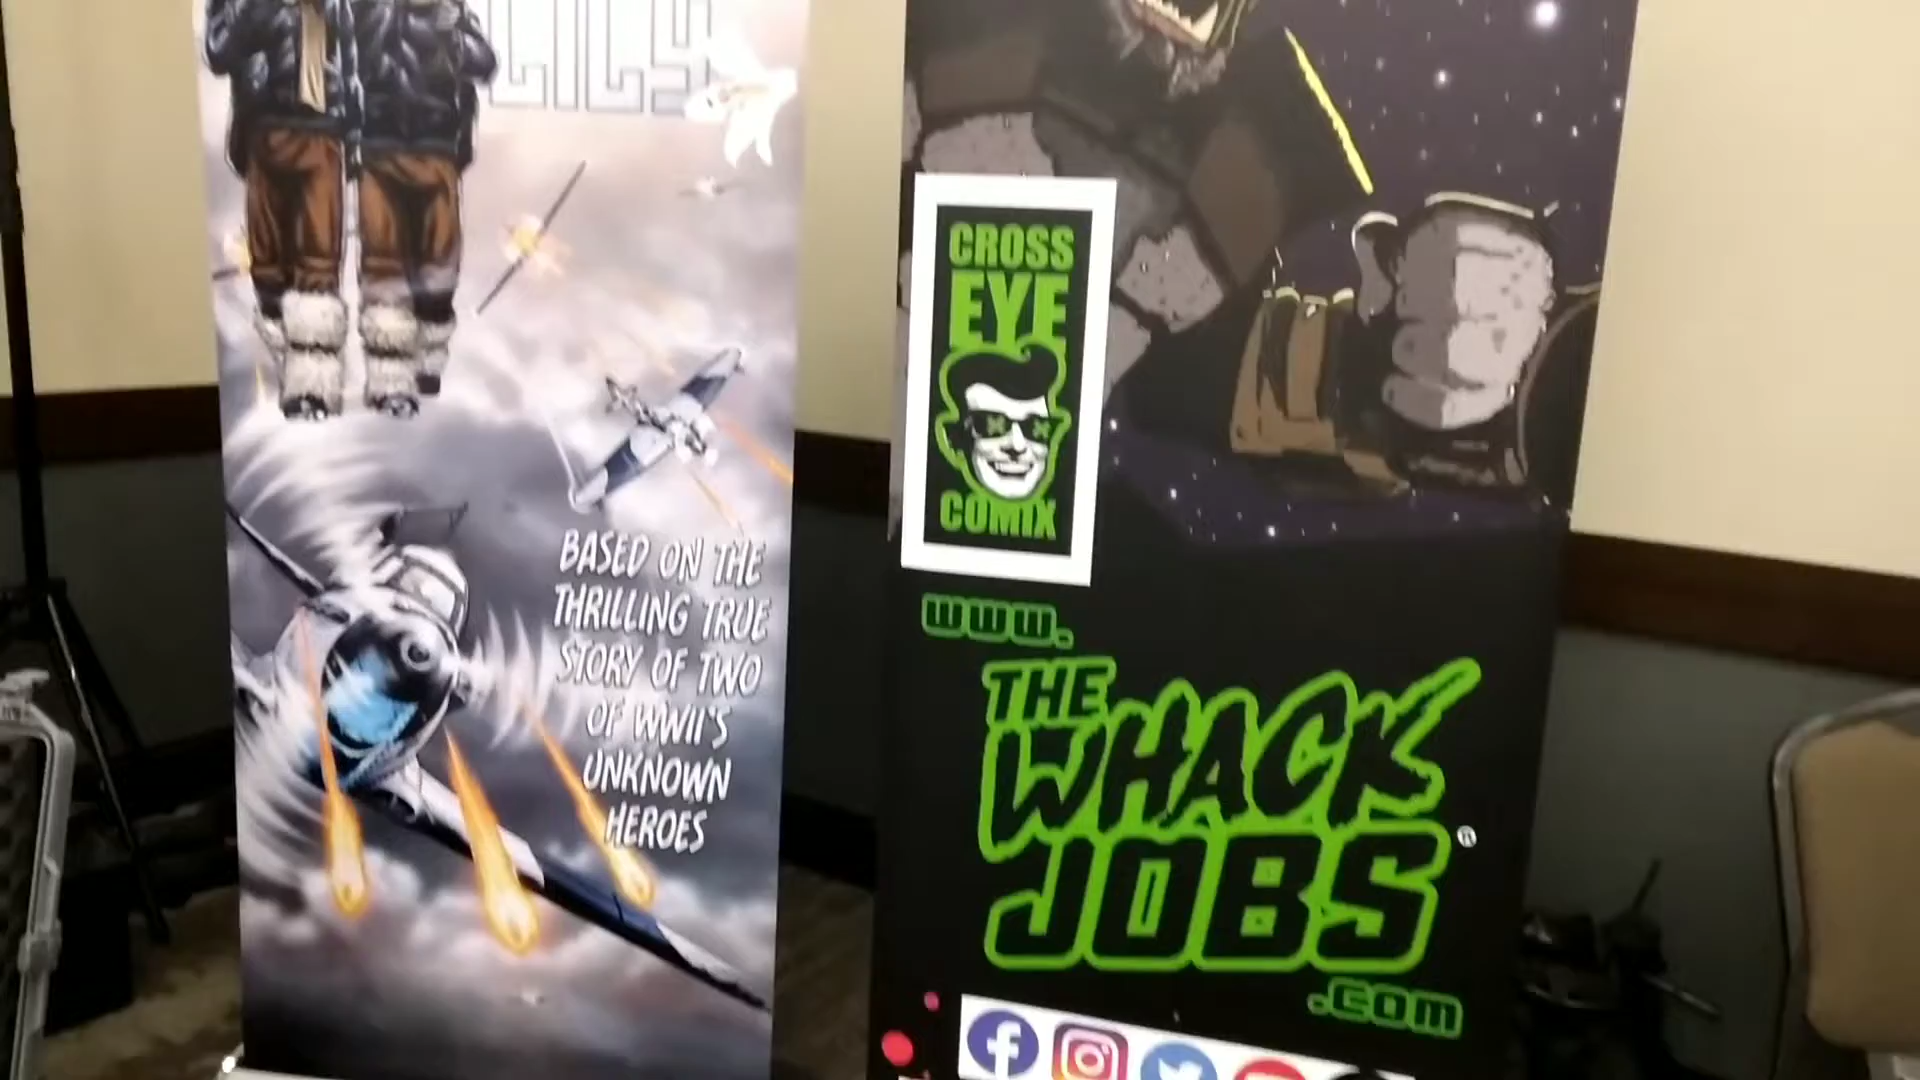 BASED ON THE
THRILLING TRUE
STORY OF TWO
OF WWII'S
UNKNOWN
HEROES
CROSS
EYE
COMIX
www.
THE
WHACK
JOBS®
.com